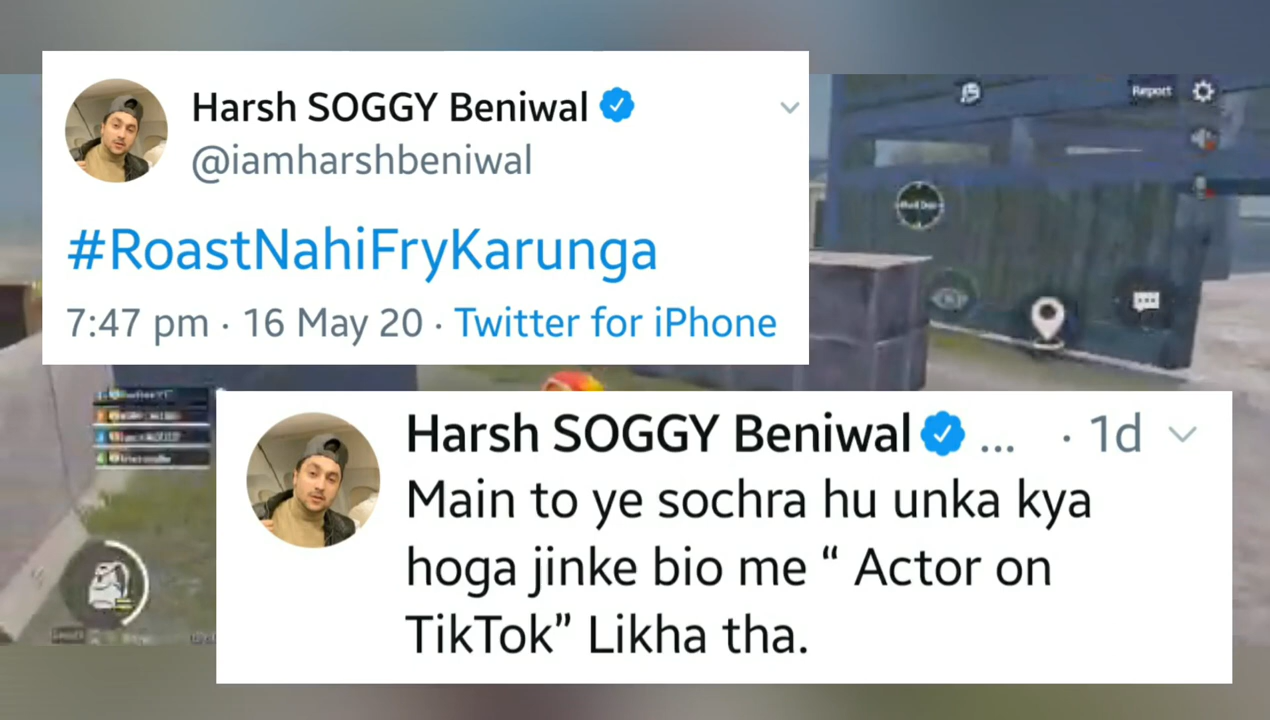 Harsh SOGGY Beniwal
@iamharshbeniwal
#RoastNahiFryKarunga
7:47 pm · 16 May 20 · Twitter for iPhone
Report
Harsh SOGGY Beniwal ... · 1d
Main to ye sochra hu unka kya
hoga jinke bio me “ Actor on
TikTok” Likha tha.